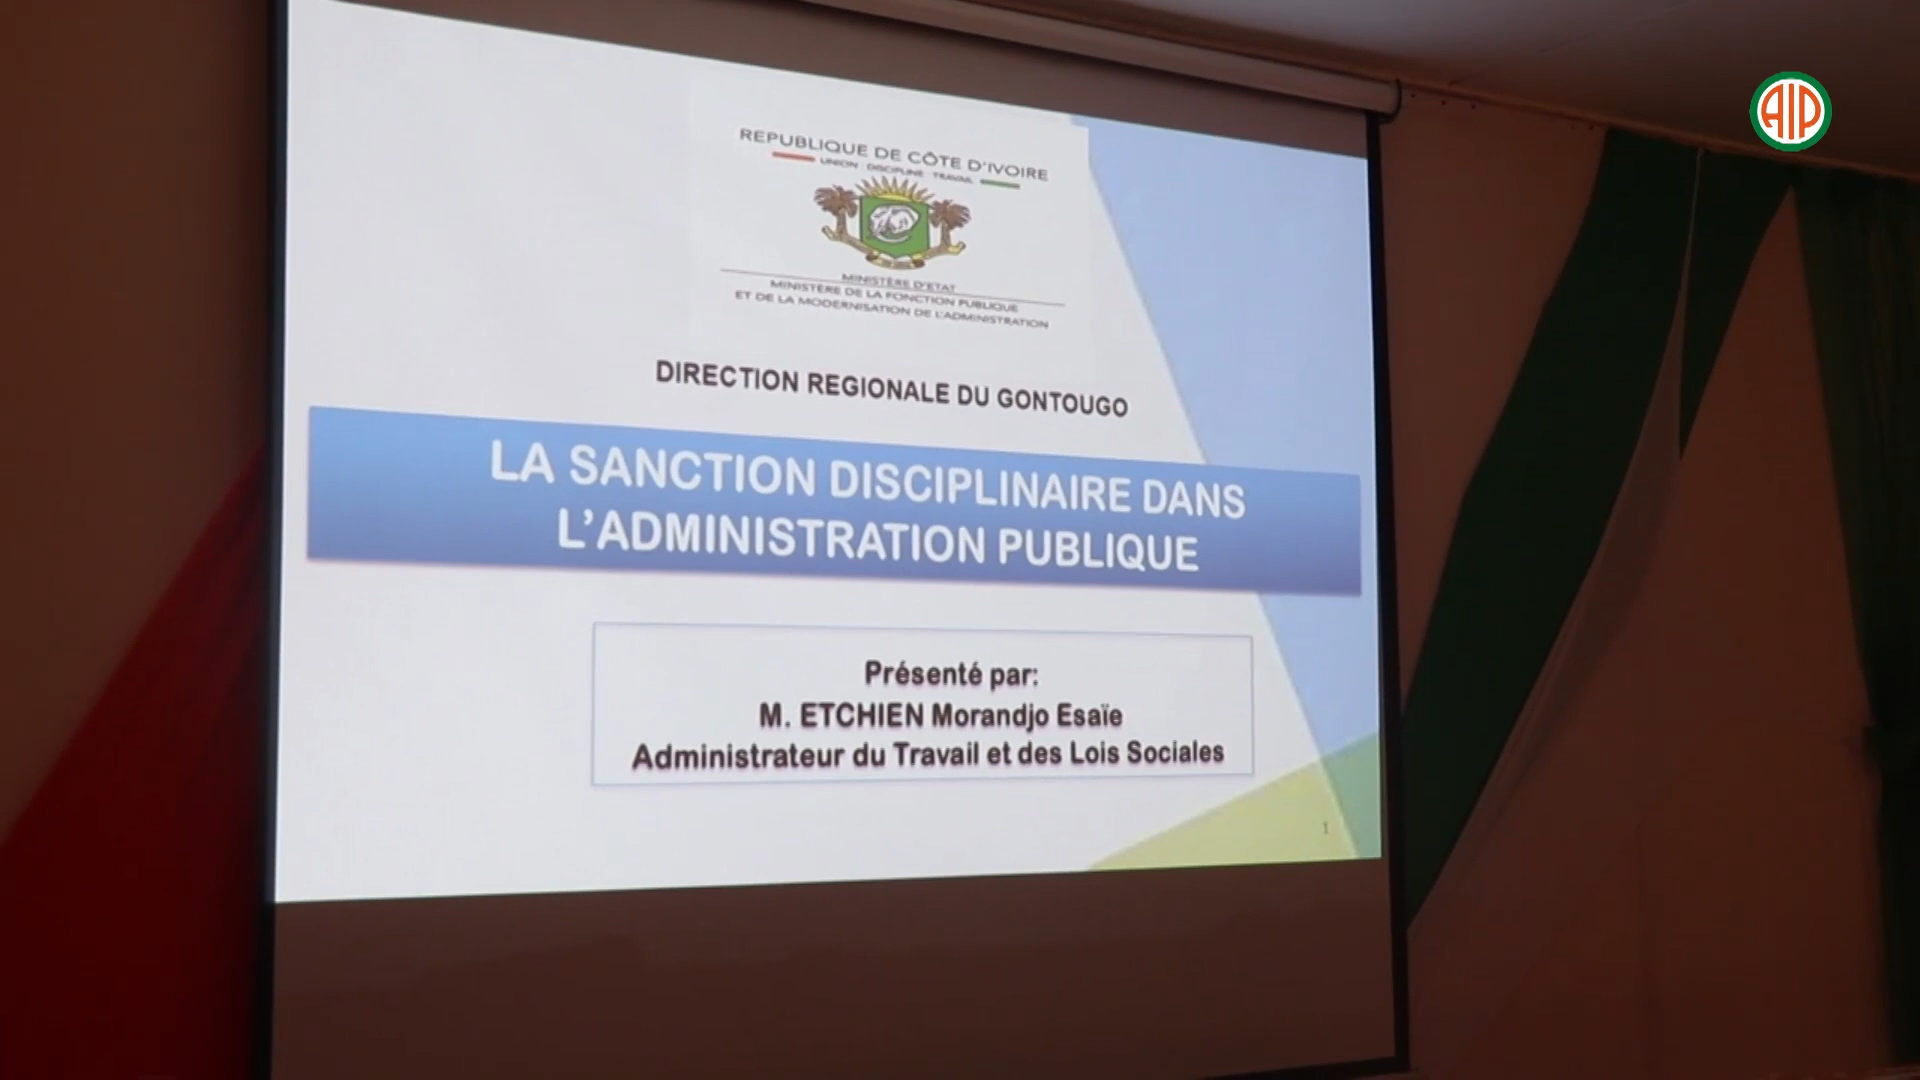 AIP
REPUBLIQUE DE CÔTE D'IVOIRE
UNION - DISCIPLINE - TRAVAIL
MINISTÈRE D'ETAT
MINISTÈRE DE LA FONCTION PUBLIQUE
ET DE LA MODERNISATION DE L'ADMINISTRATION
DIRECTION REGIONALE DU GONTOUGO
LA SANCTION DISCIPLINAIRE DANS
L'ADMINISTRATION PUBLIQUE
Présenté par:
M. ETCHIEN Morandjo Esaïe
Administrateur du Travail et des Lois Sociales
1